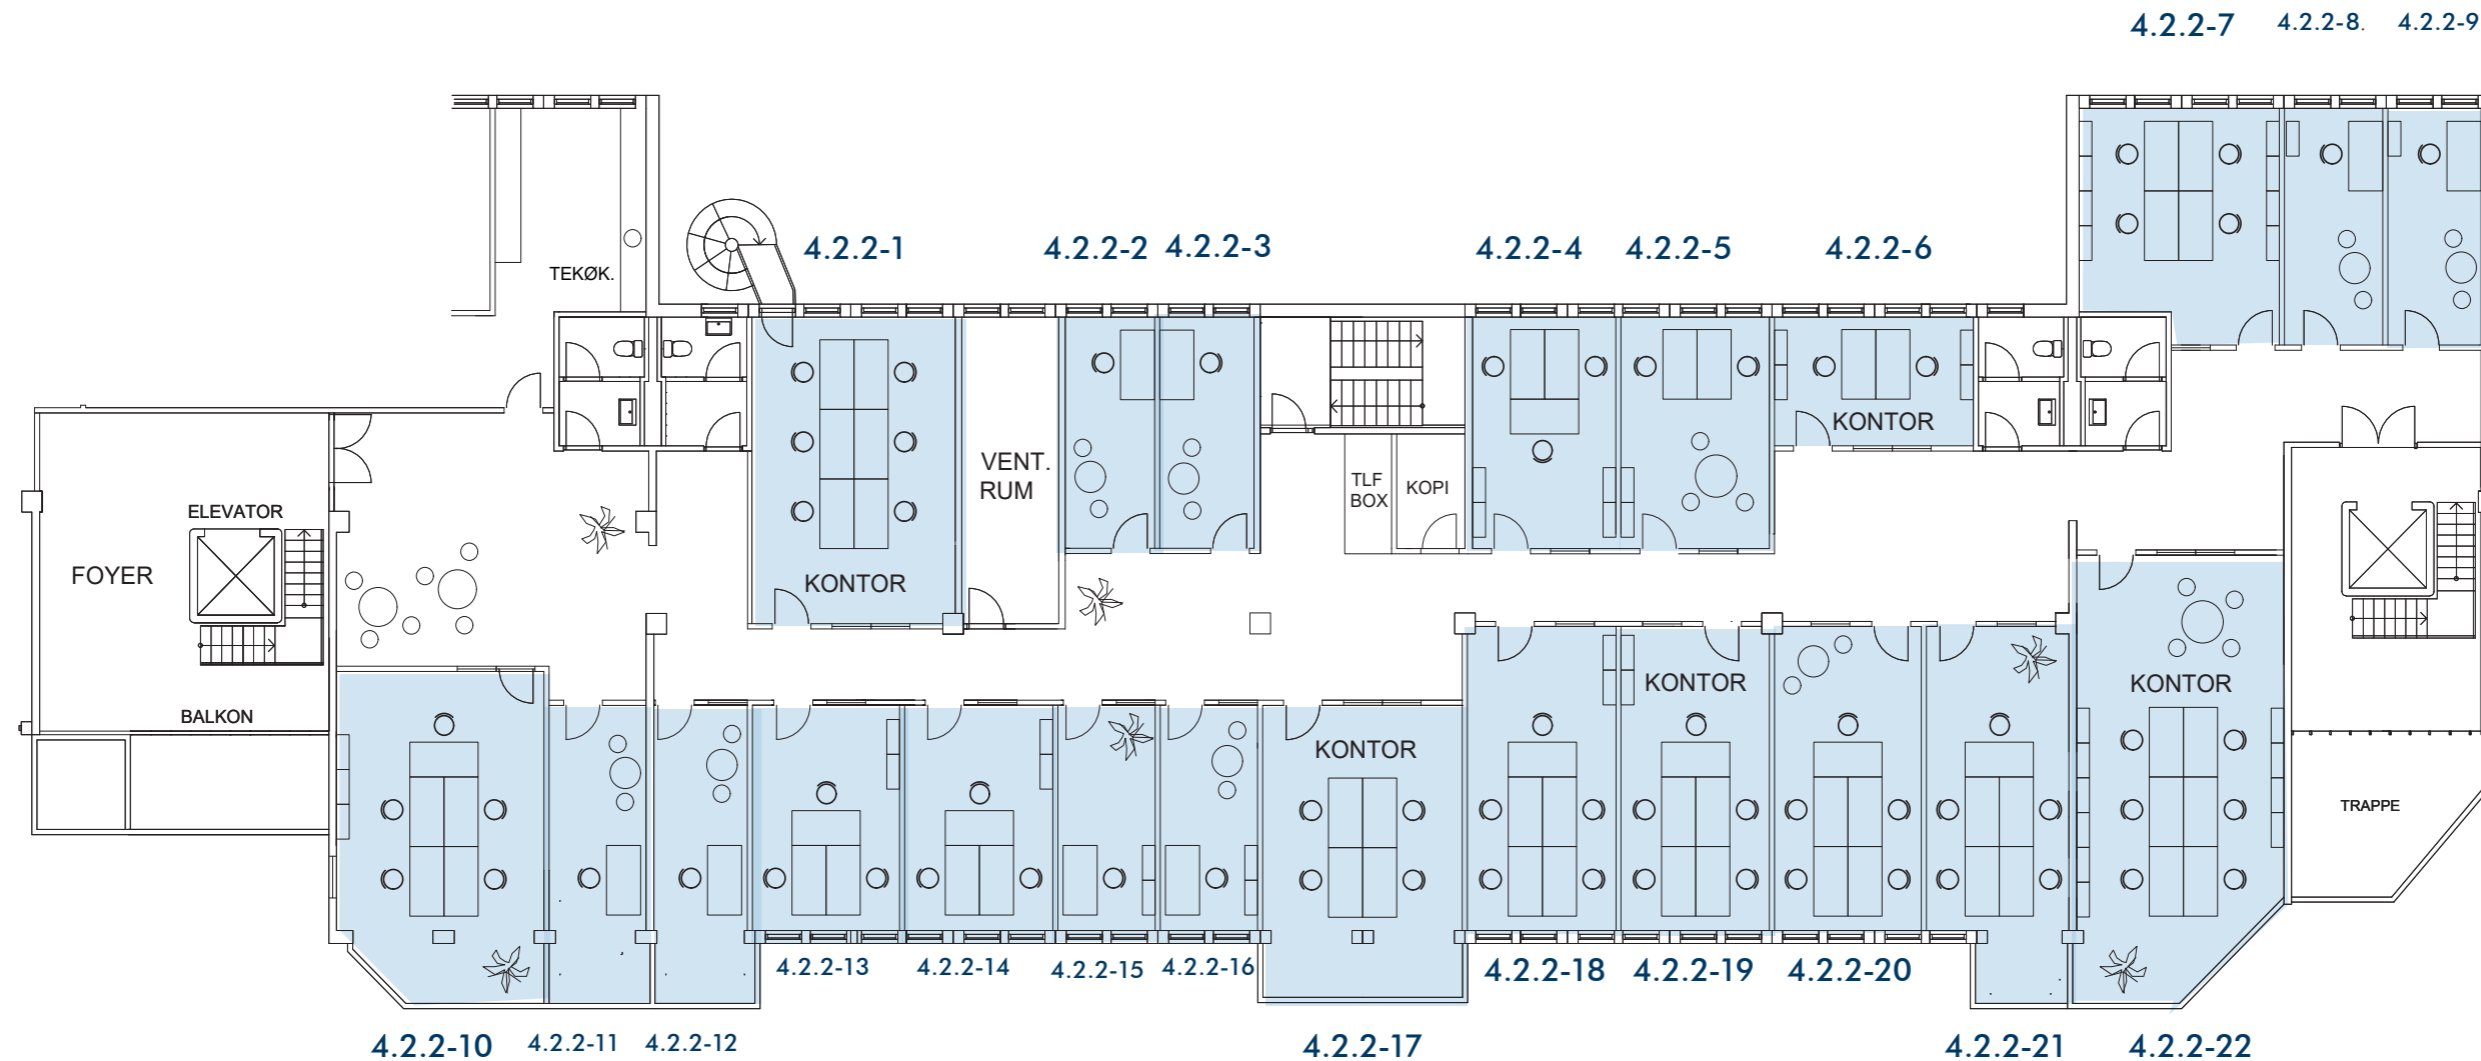 4.2.2-7 4.2.2-8. 4.2.2-9
4.2.2-1 4.2.2-2 4.2.2-3 4.2.2-4 4.2.2-5 4.2.2-6
TEKØK.
KONTOR
VENT.
RUM
TLF
BOX
KOPI
ELEVATOR
FOYER
KONTOR
BALKON
KONTOR
KONTOR
KONTOR
TRAPPE
4.2.2-13 4.2.2-14 4.2.2-15 4.2.2-16 4.2.2-18 4.2.2-19 4.2.2-20
4.2.2-10 4.2.2-11 4.2.2-12 4.2.2-17 4.2.2-21 4.2.2-22